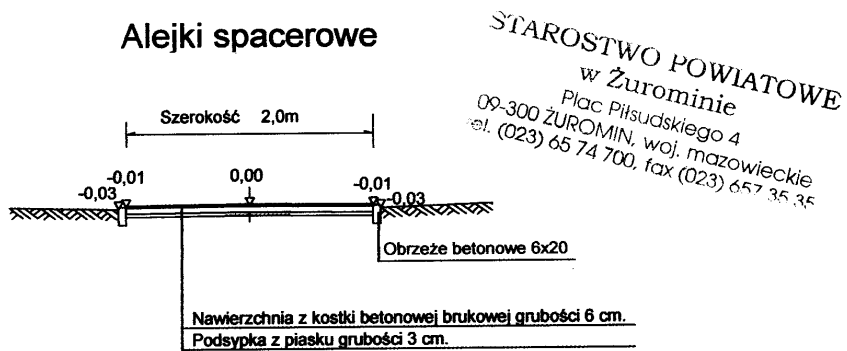 Alejki spacerowe
STAROSTWO POWIATOWE
w Żurominie
Plac Piłsudskiego 4
09-300 ŻUROMIN, woj. mazowieckie
tel. (023) 65 74 700, fax (023) 657 35 35
Szerokość 2,0m
-0,03 -0,01 0,00 -0,01 -0,03
Obrzeże betonowe 6x20
Nawierzchnia z kostki betonowej brukowej grubości 6 cm.
Podsypka z piasku grubości 3 cm.